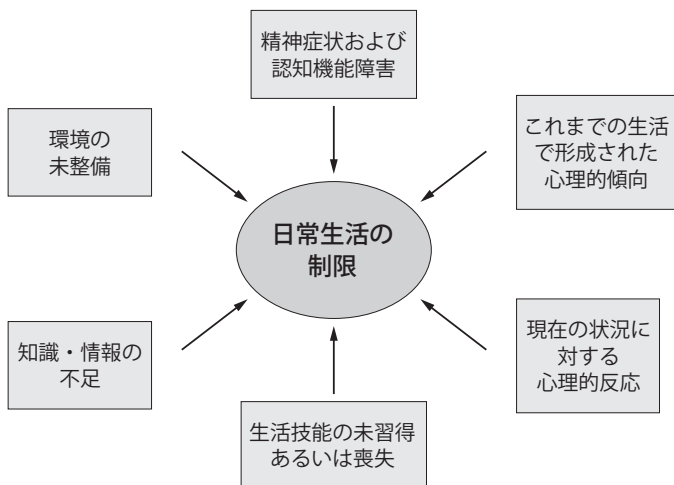 精神症状および
認知機能障害
環境の
未整備
これまでの生活
で形成された
心理的傾向
日常生活の
制限
知識・情報の
不足
現在の状況に
対する
心理的反応
生活技能の未習得
あるいは喪失